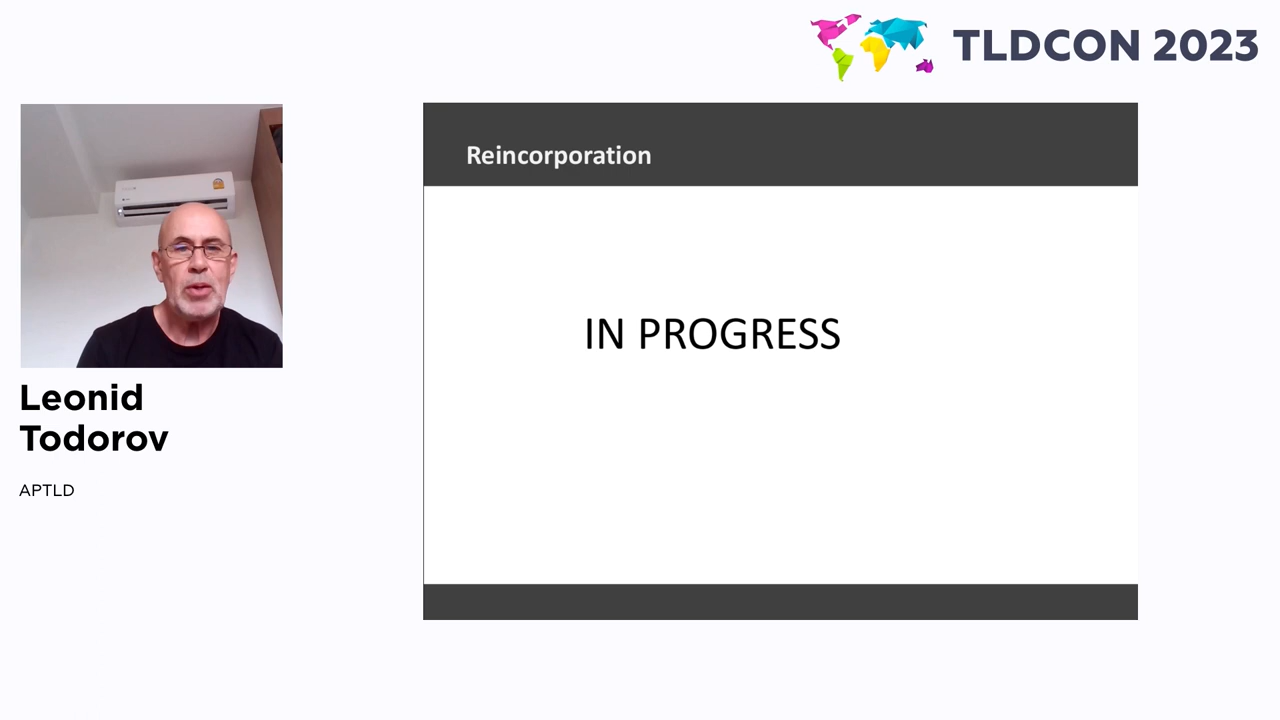 TLDCON 2023
Reincorporation
IN PROGRESS
Leonid
Todorov
APTLD